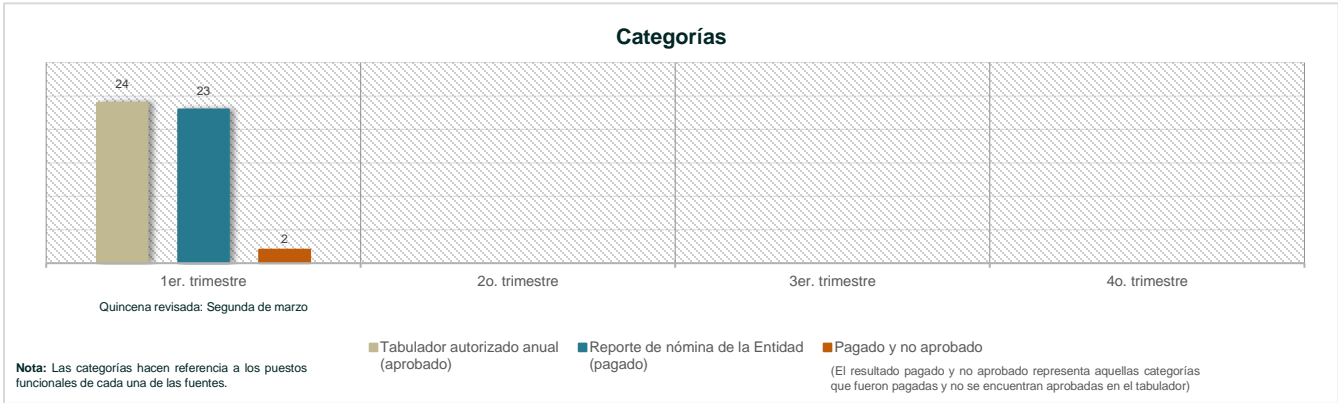 Categorías
24
23
2
1er. trimestre
2o. trimestre
3er. trimestre
4o. trimestre
Quincena revisada: Segunda de marzo
Tabulador autorizado anual
(aprobado)
Reporte de nómina de la Entidad
(pagado)
Pagado y no aprobado
(El resultado pagado y no aprobado representa aquellas categorías
que fueron pagadas y no se encuentran aprobadas en el tabulador)
Nota: Las categorías hacen referencia a los puestos
funcionales de cada una de las fuentes.